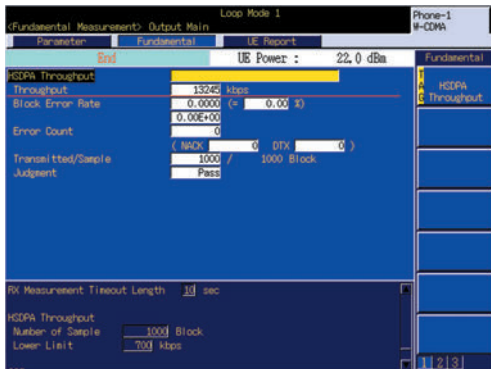 Loop Mode 1
<Fundamental Measurement> Output Main
Phone-1
W-CDMA
Parameter Fundamental UE Report
End UE Power : 22.0 dBm
Fundamental
HSDPA Throughput
Throughput 13245 kbps
Block Error Rate 0.0000 (= 0.00 %)
0.00E+00
Error Count 0
( NACK 0 DTX 0 )
Transmitted/Sample 1000 / 1000 Block
Judgment Pass
TAG
HSDPA
Throughput
RX Measurement Timeout Length 10 sec
HSDPA Throughput
Number of Sample 1000 Block
Lower Limit 700 kbps
1 2 3